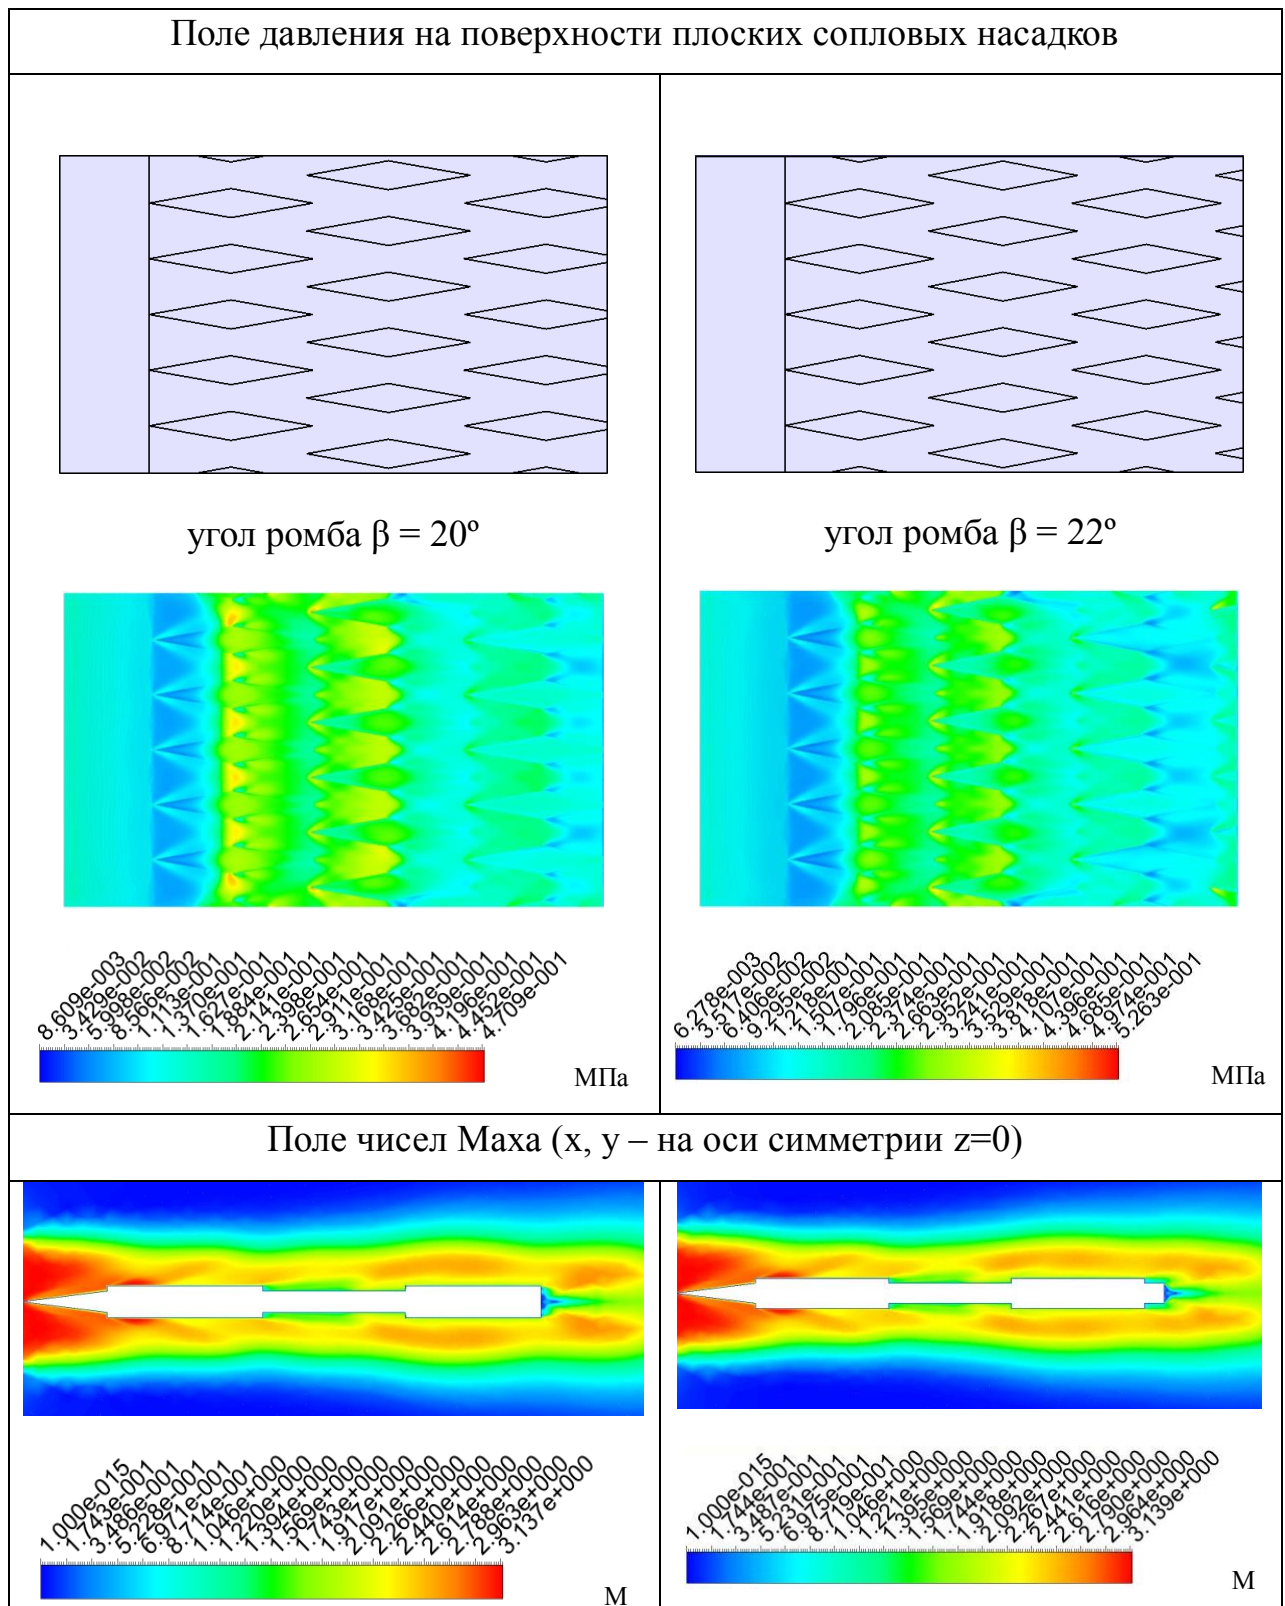 Поле давления на поверхности плоских сопловых насадков
угол ромба β = 20º
угол ромба β = 22º
8.609e-003
3.429e-002
5.998e-002
8.566e-002
1.113e-001
1.370e-001
1.627e-001
1.884e-001
2.141e-001
2.398e-001
2.654e-001
2.911e-001
3.168e-001
3.425e-001
3.682e-001
3.939e-001
4.196e-001
4.452e-001
4.709e-001
МПа
6.278e-003
3.517e-002
6.406e-002
9.295e-002
1.218e-001
1.507e-001
1.796e-001
2.085e-001
2.374e-001
2.663e-001
2.952e-001
3.241e-001
3.529e-001
3.818e-001
4.107e-001
4.396e-001
4.685e-001
4.974e-001
5.263e-001
МПа
Поле чисел Маха (x, y – на оси симметрии z=0)
1.000e-015
1.743e-001
3.486e-001
5.228e-001
6.971e-001
8.714e-001
1.046e+000
1.220e+000
1.394e+000
1.569e+000
1.743e+000
1.917e+000
2.091e+000
2.266e+000
2.440e+000
2.614e+000
2.788e+000
2.963e+000
3.137e+000
М
1.000e-015
1.744e-001
3.487e-001
5.231e-001
6.975e-001
8.719e-001
1.046e+000
1.221e+000
1.395e+000
1.569e+000
1.744e+000
1.918e+000
2.092e+000
2.267e+000
2.441e+000
2.616e+000
2.790e+000
2.964e+000
3.139e+000
М